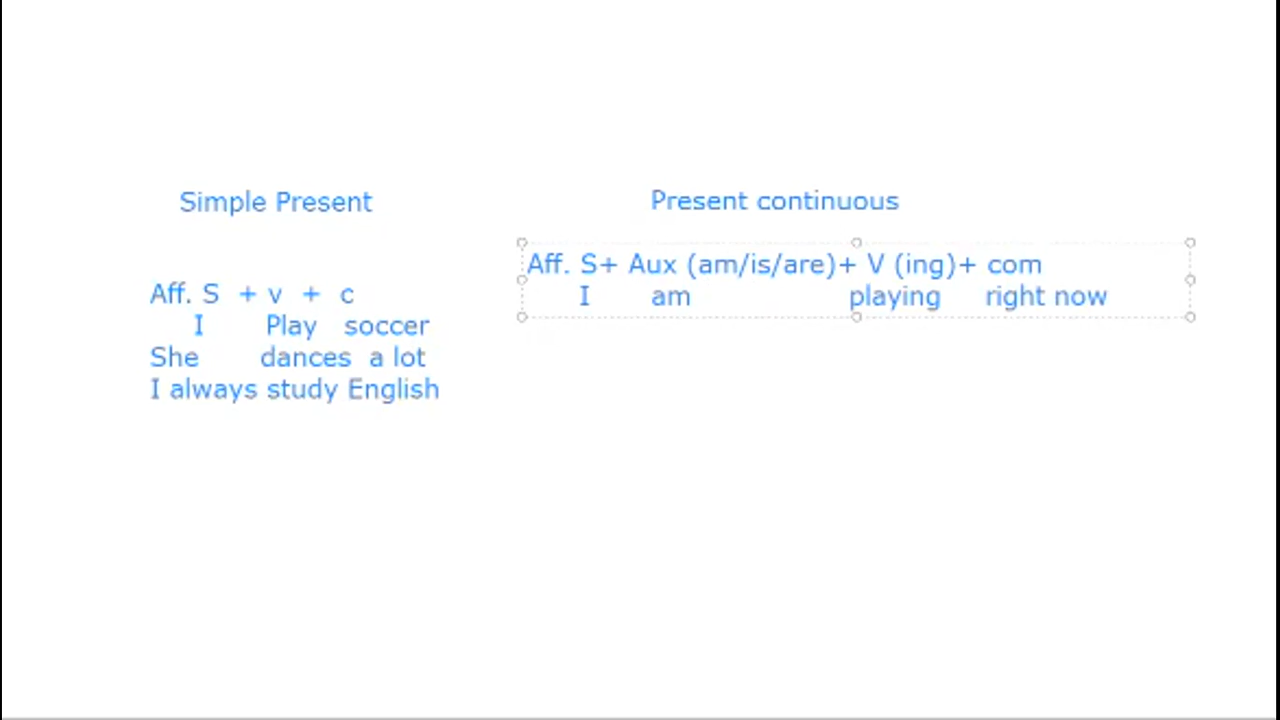 Simple Present
Aff. S + v + c
I Play soccer
She dances a lot
I always study English
Present continuous
Aff. S+ Aux (am/is/are)+ V (ing)+ com
I am playing right now